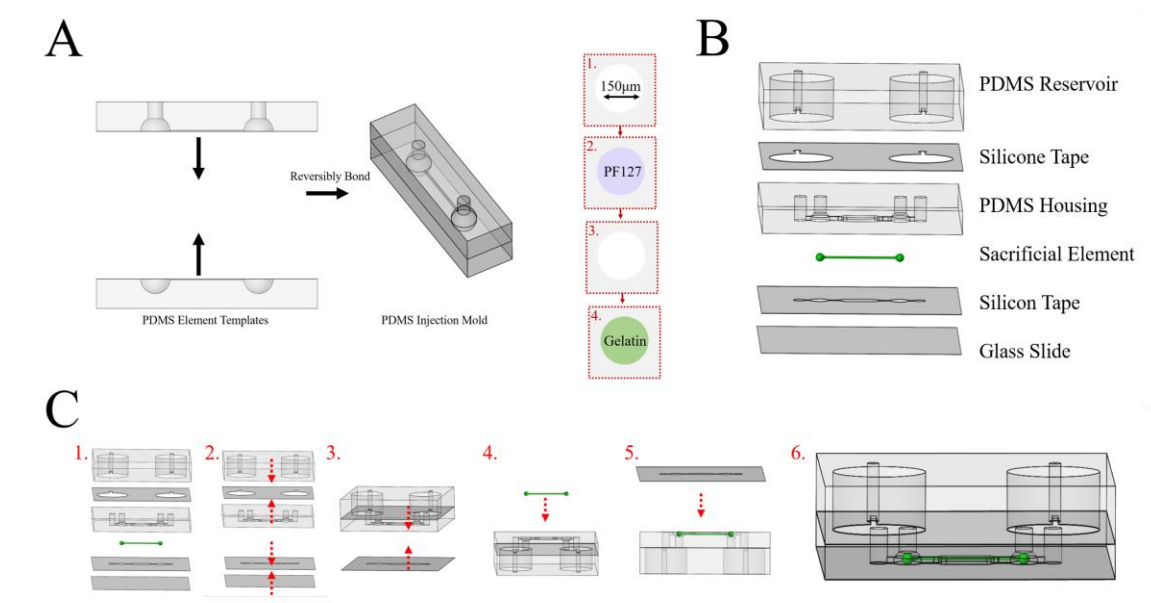 A
PDMS Element Templates
Reversibly Bond
PDMS Injection Mold
1.
150μm
2.
PF127
3.
4.
Gelatin
B
PDMS Reservoir
Silicone Tape
PDMS Housing
Sacrificial Element
Silicon Tape
Glass Slide
C
1.
2.
3.
4.
5.
6.